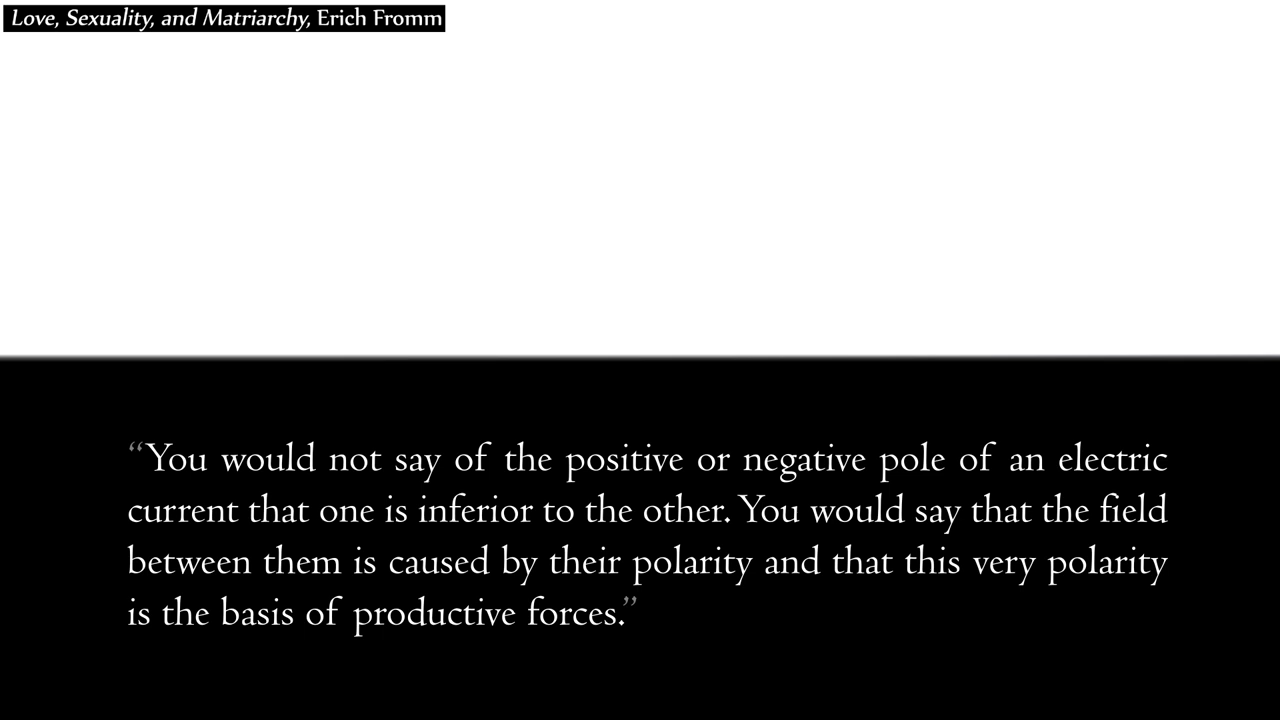 Love, Sexuality, and Matriarchy, Erich Fromm
“You would not say of the positive or negative pole of an electric
current that one is inferior to the other. You would say that the field
between them is caused by their polarity and that this very polarity
is the basis of productive forces.”